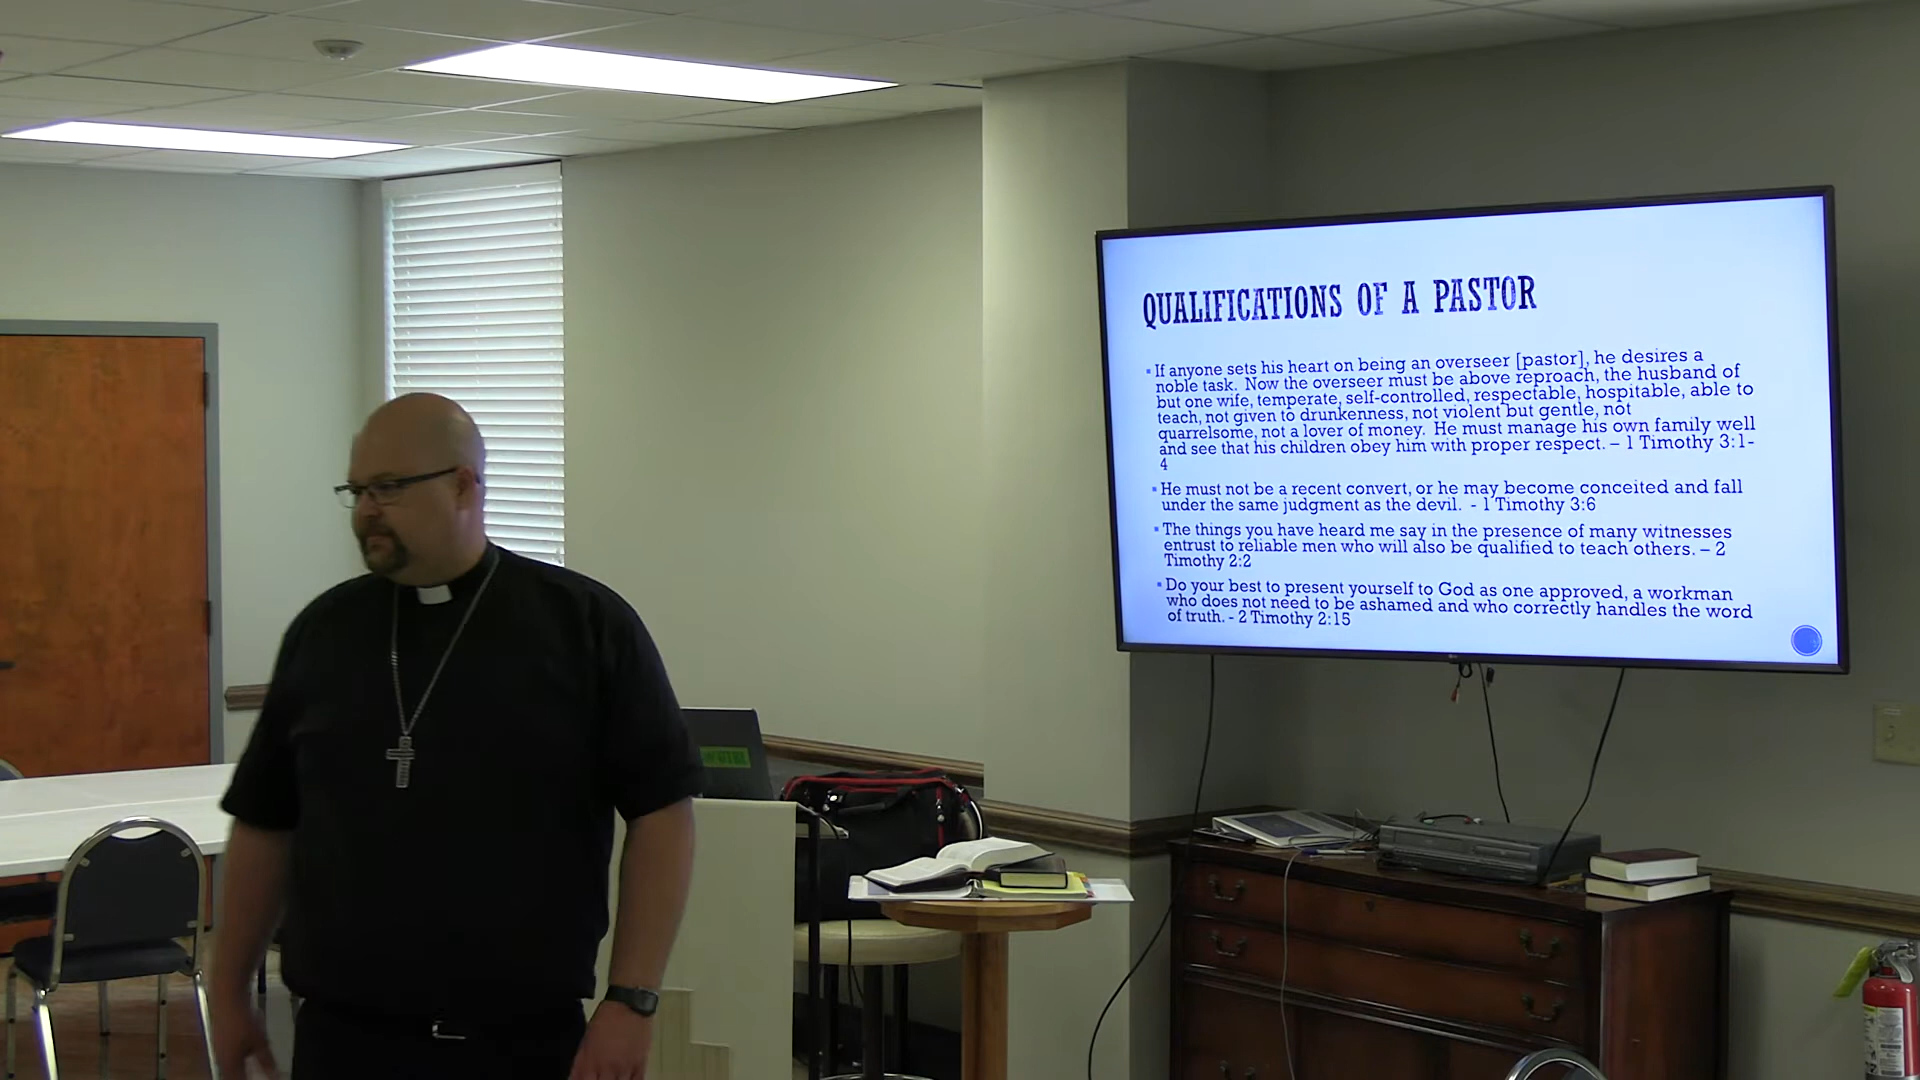 QUALIFICATIONS OF A PASTOR
If anyone sets his heart on being an overseer [pastor], he desires a
noble task. Now the overseer must be above reproach, the husband of
but one wife, temperate, self-controlled, respectable, hospitable, able to
teach, not given to drunkenness, not violent but gentle, not
quarrelsome, not a lover of money. He must manage his own family well
and see that his children obey him with proper respect. – 1 Timothy 3:1-
4
He must not be a recent convert, or he may become conceited and fall
under the same judgment as the devil. - 1 Timothy 3:6
The things you have heard me say in the presence of many witnesses
entrust to reliable men who will also be qualified to teach others. – 2
Timothy 2:2
Do your best to present yourself to God as one approved, a workman
who does not need to be ashamed and who correctly handles the word
of truth. - 2 Timothy 2:15